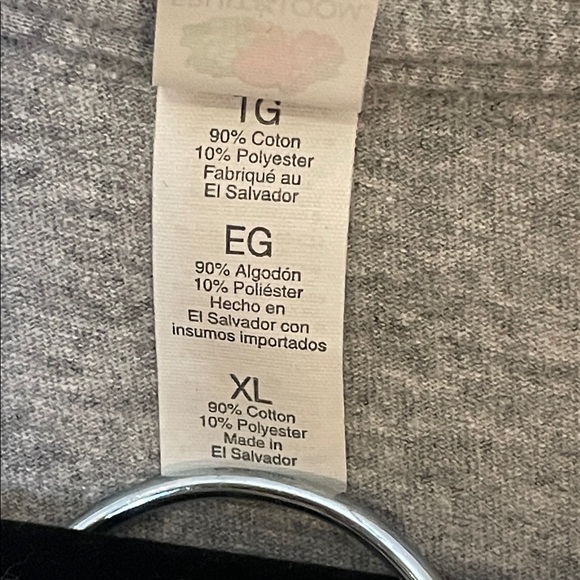 TG
90% Coton
10% Polyester
Fabriqué au
El Salvador
EG
90% Algodón
10% Poliéster
Hecho en
El Salvador con
insumos importados
XL
90% Cotton
10% Polyester
Made in
El Salvador